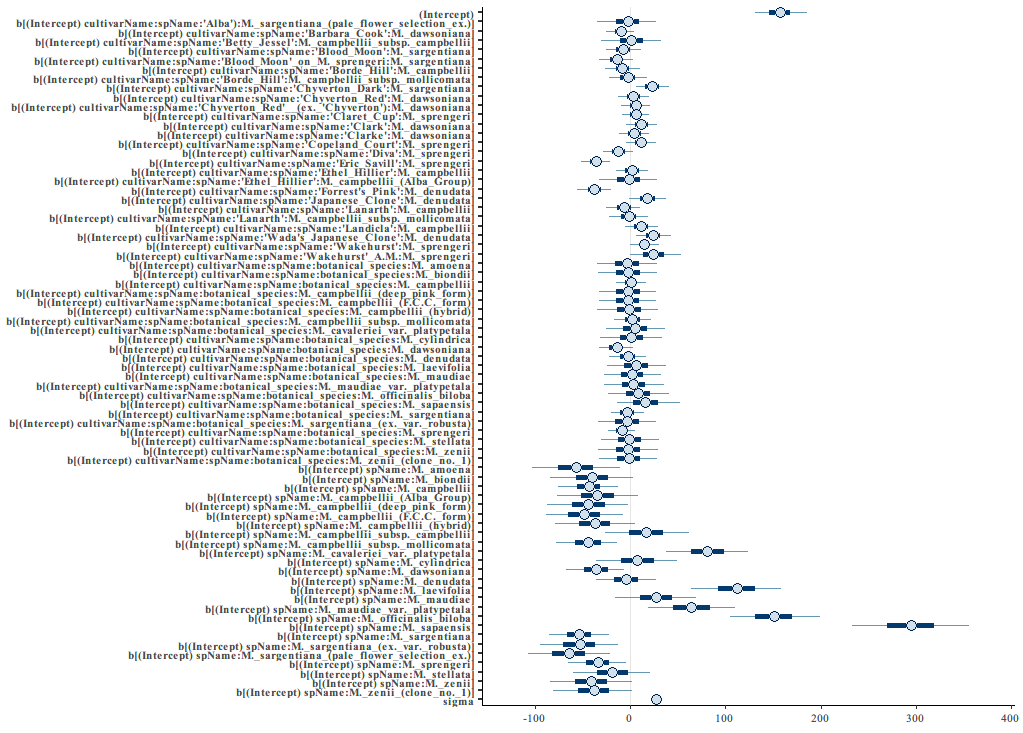 (Intercept)
b[(Intercept) cultivarName:spName:'Alba':M._sargentiana_(pale_flower_selection_ex.)]
b[(Intercept) cultivarName:spName:'Barbara_Cook':M._dawsoniana]
b[(Intercept) cultivarName:spName:'Betty_Jessel':M._campbellii_subsp._campbellii]
b[(Intercept) cultivarName:spName:'Blood_Moon':M._sargentiana]
b[(Intercept) cultivarName:spName:'Blood_Moon'_on_M._sprengeri:M._sargentiana]
b[(Intercept) cultivarName:spName:'Borde_Hill':M._campbellii]
b[(Intercept) cultivarName:spName:'Borde_Hill':M._campbellii_subsp._mollicomata]
b[(Intercept) cultivarName:spName:'Chyverton_Dark':M._sargentiana]
b[(Intercept) cultivarName:spName:'Chyverton_Red':M._dawsoniana]
b[(Intercept) cultivarName:spName:'Chyverton_Red'__(ex._'Chyverton'):M._dawsoniana]
b[(Intercept) cultivarName:spName:'Claret_Cup':M._sprengeri]
b[(Intercept) cultivarName:spName:'Clark':M._dawsoniana]
b[(Intercept) cultivarName:spName:'Clarke':M._dawsoniana]
b[(Intercept) cultivarName:spName:'Copeland_Court':M._sprengeri]
b[(Intercept) cultivarName:spName:'Diva':M._sprengeri]
b[(Intercept) cultivarName:spName:'Eric_Savill':M._sprengeri]
b[(Intercept) cultivarName:spName:'Ethel_Hillier':M._campbellii]
b[(Intercept) cultivarName:spName:'Ethel_Hillier':M._campbellii_(Alba_Group)]
b[(Intercept) cultivarName:spName:'Forrest's_Pink':M._denudata]
b[(Intercept) cultivarName:spName:'Japanese_Clone':M._denudata]
b[(Intercept) cultivarName:spName:'Lanarth':M._campbellii]
b[(Intercept) cultivarName:spName:'Lanarth':M._campbellii_subsp._mollicomata]
b[(Intercept) cultivarName:spName:'Landicla':M._campbellii]
b[(Intercept) cultivarName:spName:'Wada's_Japanese_Clone':M._denudata]
b[(Intercept) cultivarName:spName:'Wakehurst':M._sprengeri]
b[(Intercept) cultivarName:spName:'Wakehurst'_A.M:M._sprengeri]
b[(Intercept) cultivarName:spName:botanical_species:M._amoena]
b[(Intercept) cultivarName:spName:botanical_species:M._biondii]
b[(Intercept) cultivarName:spName:botanical_species:M._campbellii]
b[(Intercept) cultivarName:spName:botanical_species:M._campbellii_(deep_pink_form)]
b[(Intercept) cultivarName:spName:botanical_species:M._campbellii_(F.C.C._form)]
b[(Intercept) cultivarName:spName:botanical_species:M._campbellii_(hybrid)]
b[(Intercept) cultivarName:spName:botanical_species:M._campbellii_subsp._mollicomata]
b[(Intercept) cultivarName:spName:botanical_species:M._cavaleriei_var._platypetala]
b[(Intercept) cultivarName:spName:botanical_species:M._cylindrica]
b[(Intercept) cultivarName:spName:botanical_species:M._dawsoniana]
b[(Intercept) cultivarName:spName:botanical_species:M._denudata]
b[(Intercept) cultivarName:spName:botanical_species:M._laevifolia]
b[(Intercept) cultivarName:spName:botanical_species:M._maudiae]
b[(Intercept) cultivarName:spName:botanical_species:M._maudiae_var._platypetala]
b[(Intercept) cultivarName:spName:botanical_species:M._officinalis_biloba]
b[(Intercept) cultivarName:spName:botanical_species:M._sapaensis]
b[(Intercept) cultivarName:spName:botanical_species:M._sargentiana]
b[(Intercept) cultivarName:spName:botanical_species:M._sargentiana_(ex._var._robusta)]
b[(Intercept) cultivarName:spName:botanical_species:M._sprengeri]
b[(Intercept) cultivarName:spName:botanical_species:M._stellata]
b[(Intercept) cultivarName:spName:botanical_species:M._zenii]
b[(Intercept) cultivarName:spName:botanical_species:M._zenii_(clone_no._1)]
b[(Intercept) spName:M._amoena]
b[(Intercept) spName:M._biondii]
b[(Intercept) spName:M._campbellii]
b[(Intercept) spName:M._campbellii_(Alba_Group)]
b[(Intercept) spName:M._campbellii_(deep_pink_form)]
b[(Intercept) spName:M._campbellii_(F.C.C._form)]
b[(Intercept) spName:M._campbellii_(hybrid)]
b[(Intercept) spName:M._campbellii_subsp._campbellii]
b[(Intercept) spName:M._campbellii_subsp._mollicomata]
b[(Intercept) spName:M._cavaleriei_var._platypetala]
b[(Intercept) spName:M._cylindrica]
b[(Intercept) spName:M._dawsoniana]
b[(Intercept) spName:M._denudata]
b[(Intercept) spName:M._laevifolia]
b[(Intercept) spName:M._maudiae]
b[(Intercept) spName:M._maudiae_var._platypetala]
b[(Intercept) spName:M._officinalis_biloba]
b[(Intercept) spName:M._sapaensis]
b[(Intercept) spName:M._sargentiana]
b[(Intercept) spName:M._sargentiana_(ex._var._robusta)]
b[(Intercept) spName:M._sargentiana_(pale_flower_selection_ex.)]
b[(Intercept) spName:M._sprengeri]
b[(Intercept) spName:M._stellata]
b[(Intercept) spName:M._zenii]
b[(Intercept) spName:M._zenii_(clone_no._1)]
sigma
-100 0 100 200 300 400